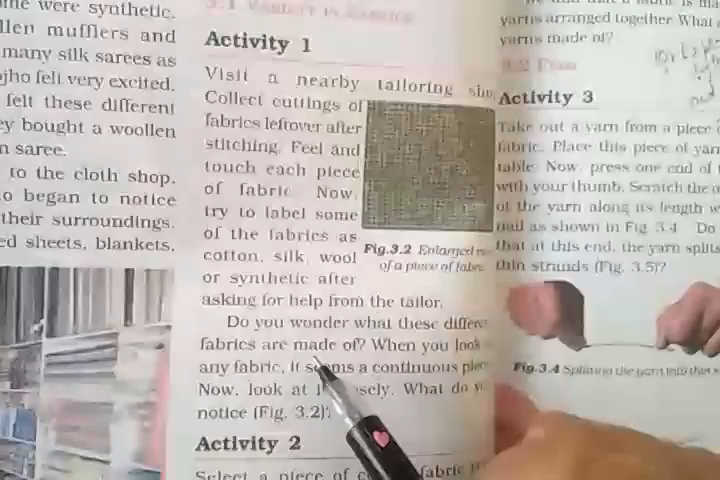 me were synthetic.
llen mufflers and
many silk sarees as
jho felt very excited.
felt these different
ey bought a woollen
n saree.
to the cloth shop.
o began to notice
their surroundings.
ed sheets, blankets,
Activity 1
Visit a nearby tailoring
Collect cuttings of
fabrics leftover after
stitching. Feel and
touch each piece
of fabric. Now,
try to label some
of the fabrics as
cotton, silk, wool
or synthetic after
asking for help from the tailor.
Fig.3.2 Enlarged
of a piece of fabric
Do you wonder what these
fabrics are made of? When you look
any fabric, it seems a continuous
Now, look at it What do
notice (Fig. 3.2)?
Activity 2
Select a piece of fabric
yarns arranged together. What
yarns made of?
Activity 3
Take out a yarn from a piece
fabric. Place this piece of
table. Now, press one end of
with your thumb. Scratch the
of the yarn along its length
nail as shown in Fig. 3.4 Do
that at this end, the yarn splits
thin strands (Fig. 3.5)?
Fig.3.4 Splitting the yarn into thin